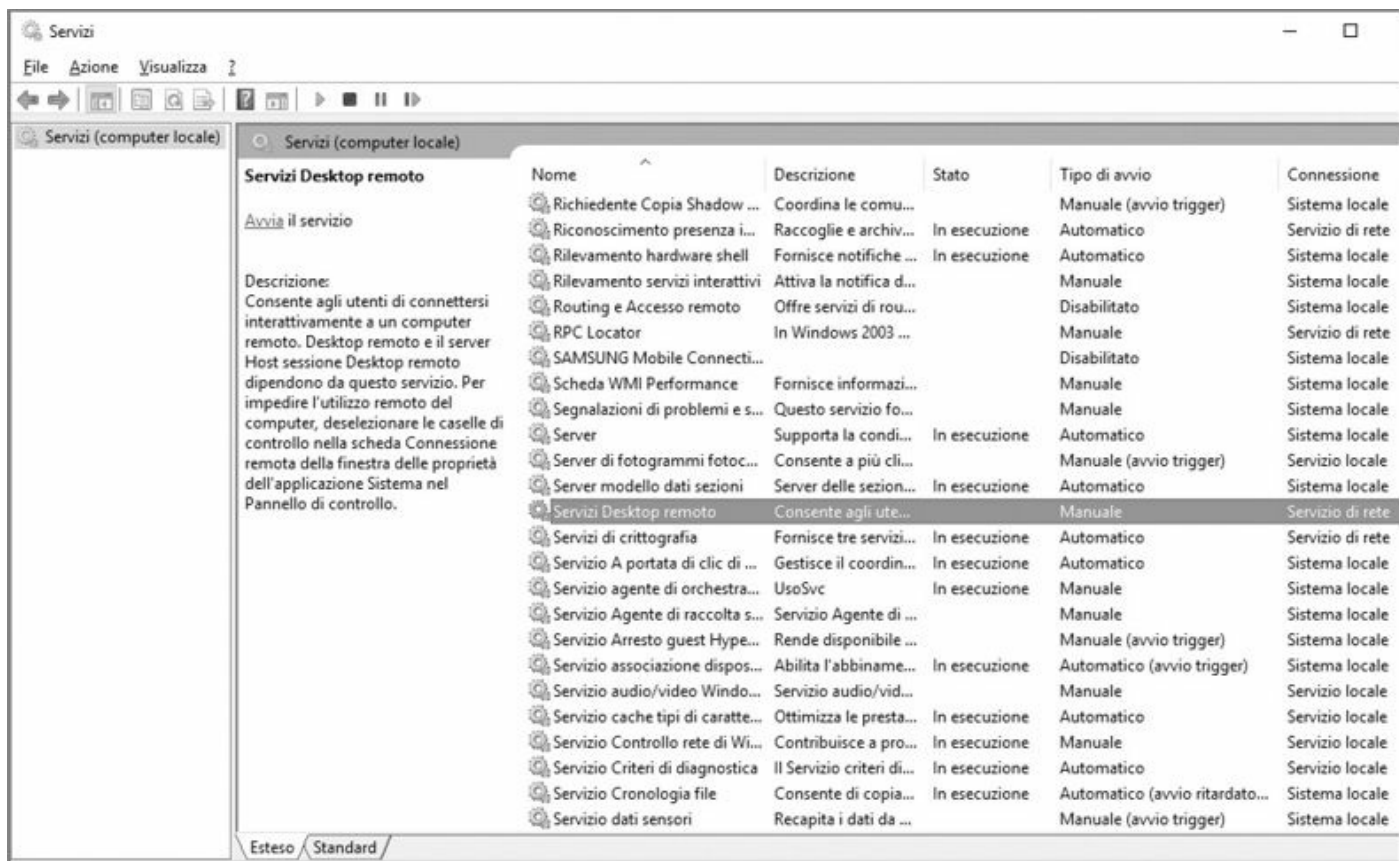 Servizi
File Azione Visualizza ?
Servizi (computer locale)
Servizi (computer locale)
Servizi Desktop remoto
Avvia il servizio
Descrizione:
Consente agli utenti di connettersi
interattivamente a un computer
remoto. Desktop remoto e il server
Host sessione Desktop remoto
dipendono da questo servizio. Per
impedire l'utilizzo remoto del
computer, deselezionare le caselle di
controllo nella scheda Connessione
remota della finestra delle proprietà
dell'applicazione Sistema nel
Pannello di controllo.
Nome Descrizione Stato Tipo di avvio Connessione
Richiedente Copia Shadow ... Coordina le comu... Manuale (avvio trigger) Sistema locale
Riconoscimento presenza i... Raccoglie e archiv... In esecuzione Automatico Servizio di rete
Rilevamento hardware shell Fornisce notifiche ... In esecuzione Automatico Sistema locale
Rilevamento servizi interattivi Attiva la notifica d... Manuale Sistema locale
Routing e Accesso remoto Offre servizi di rou... Disabilitato Sistema locale
RPC Locator In Windows 2003 ... Manuale Servizio di rete
SAMSUNG Mobile Connecti... Disabilitato Sistema locale
Scheda WMI Performance Fornisce informazi... Manuale Sistema locale
Segnalazioni di problemi e s... Questo servizio fo... Manuale Sistema locale
Server Supporta la condi... In esecuzione Automatico Sistema locale
Server di fotogrammi fotoc... Consente a più cli... Manuale (avvio trigger) Servizio locale
Server modello dati sezioni Server delle sezion... In esecuzione Automatico Sistema locale
Servizi Desktop remoto Consente agli ute... Manuale Servizio di rete
Servizi di crittografia Fornisce tre servizi... In esecuzione Automatico Servizio di rete
Servizio A portata di clic di ... Gestisce il coordin... In esecuzione Automatico Sistema locale
Servizio agente di orchestra... UsoSvc In esecuzione Manuale Sistema locale
Servizio Agente di raccolta s... Servizio Agente di ... Manuale Sistema locale
Servizio Arresto guest Hype... Rende disponibile ... Manuale (avvio trigger) Sistema locale
Servizio associazione dispos... Abilita l'abbiname... In esecuzione Automatico (avvio trigger) Sistema locale
Servizio audio/video Windo... Servizio audio/vid... Manuale Servizio locale
Servizio cache tipi di caratte... Ottimizza le presta... In esecuzione Automatico Servizio locale
Servizio Controllo rete di Wi... Contribuisce a pro... In esecuzione Manuale Servizio locale
Servizio Criteri di diagnostica Il Servizio criteri di... In esecuzione Automatico Servizio locale
Servizio Cronologia file Consente di copia... In esecuzione Automatico (avvio ritardato... Sistema locale
Servizio dati sensori Recapita i dati da ... Manuale (avvio trigger) Sistema locale
Esteso Standard